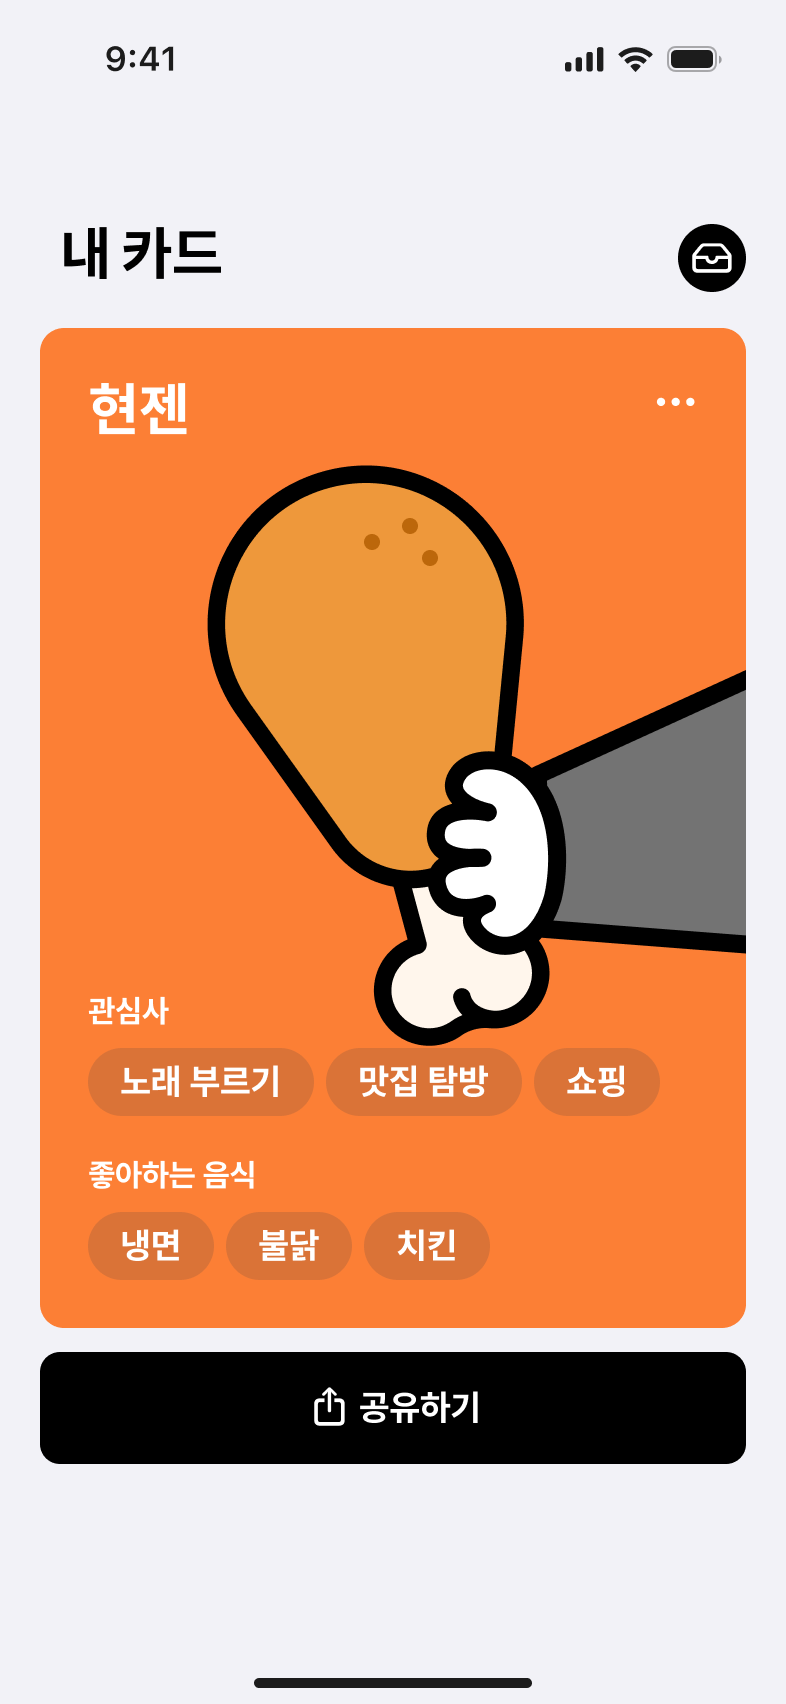 9:41
내 카드
현젠
관심사
노래 부르기 맛집 탐방 쇼핑
좋아하는 음식
냉면 불닭 치킨
공유하기